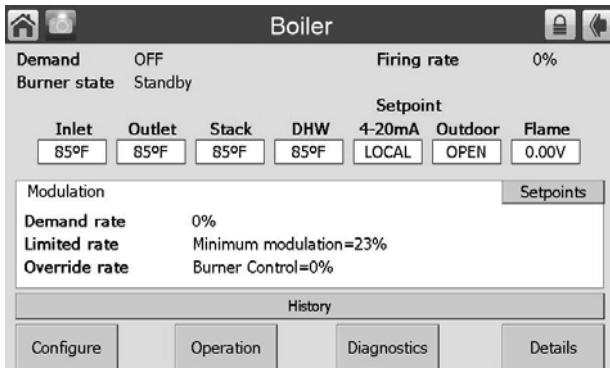 Boiler
Demand OFF Firing rate 0%
Burner state Standby
Setpoint
Inlet Outlet Stack DHW 4-20mA Outdoor Flame
85ºF 85ºF 85ºF 85ºF LOCAL OPEN 0.00V
Modulation Setpoints
Demand rate 0%
Limited rate Minimum modulation=23%
Override rate Burner Control=0%
History
Configure Operation Diagnostics Details